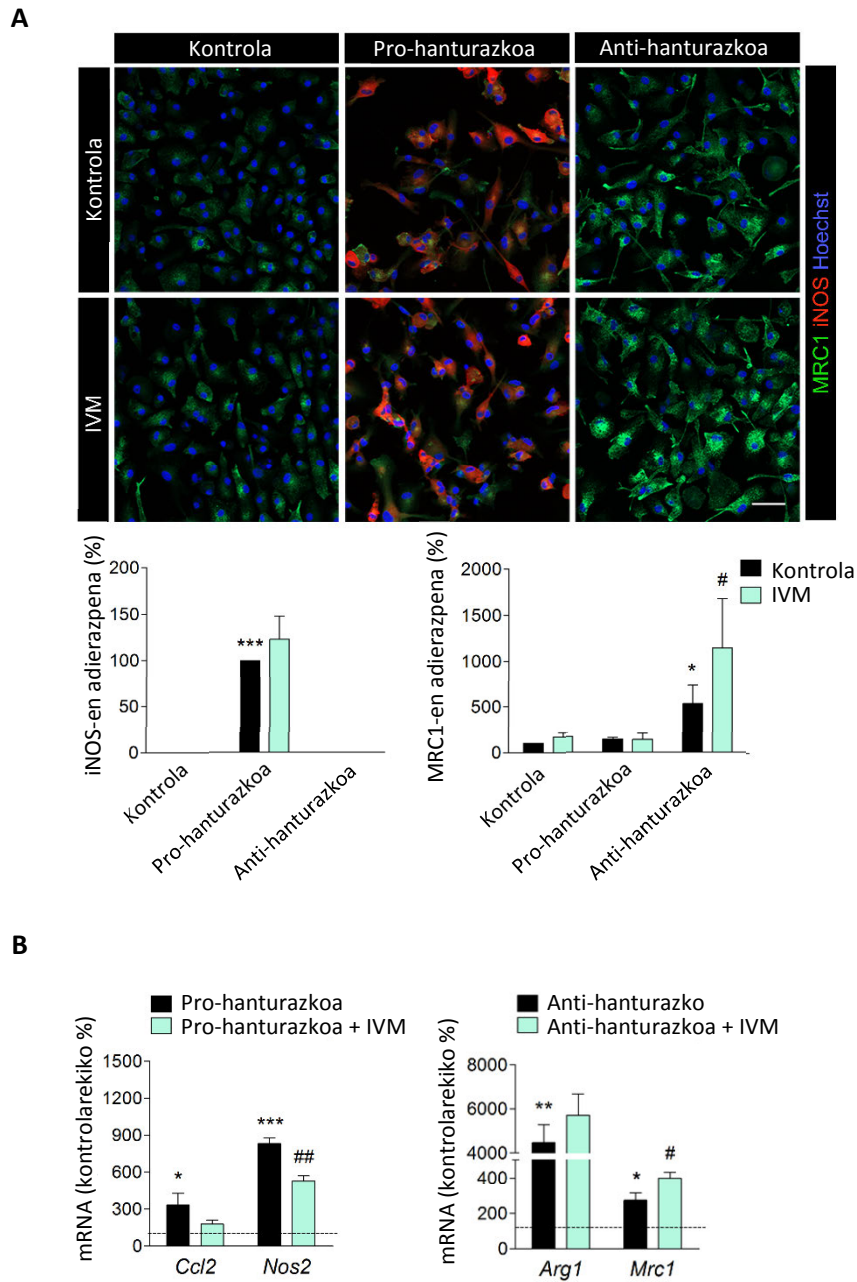 A
Kontrola
Pro-hanturazkoa
Anti-hanturazkoa
Kontrola
IVM
MRC1 iNOS Hoechst
iNOS-en adierazpena (%)
200
150
100
50
0
***
Kontrola
Pro-hanturazkoa
Anti-hanturazkoa
MRC1-en adierazpena (%)
2000
1500
1000
500
0
*
#
Kontrola
IVM
Kontrola
Pro-hanturazkoa
Anti-hanturazkoa
B
Pro-hanturazkoa
Pro-hanturazkoa + IVM
mRNA (kontrolarekiko %)
1500
1200
900
600
300
0
*
***
##
Ccl2
Nos2
Anti-hanturazko
Anti-hanturazkoa + IVM
mRNA (kontrolarekiko %)
8000
6000
4000
400
200
0
**
*
#
Arg1
Mrc1